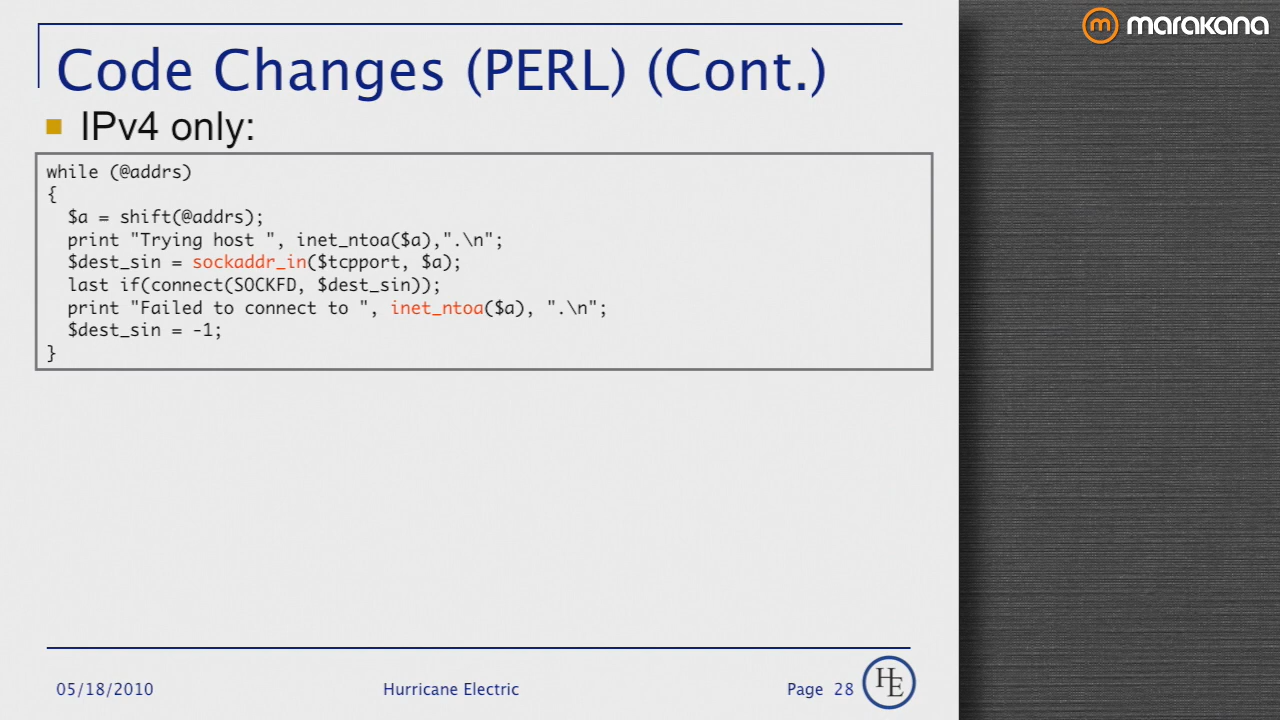 marakana
Code Changes (PERL) (Cont.)
IPv4 only:
while (@addrs)
{
  $a = shift(@addrs);
  print "Trying host ", inet_ntoa($a),".\n";
  $dest_sin = sockaddr_in($tcpport, $a);
  last if(connect(SOCKFD, $dest_sin));
  print "Failed to connect to ", inet_ntoa($a), ".\n";
  $dest_sin = -1;
}
05/18/2010 Hurricane Electric Page 28 HE